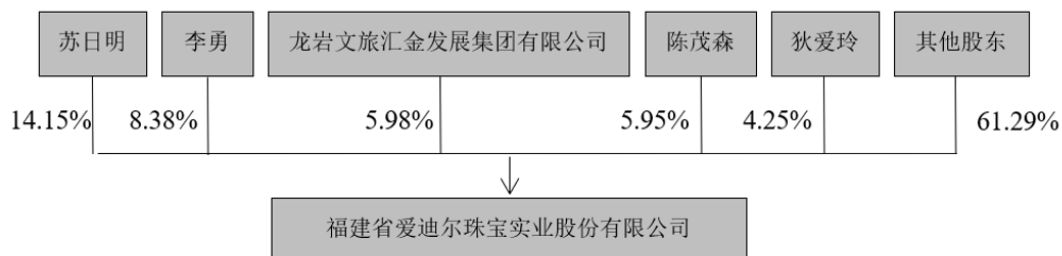 苏日明
李勇
龙岩文旅汇金发展集团有限公司
陈茂森
狄爱玲
其他股东
14.15%
8.38%
5.98%
5.95%
4.25%
61.29%
福建省爱迪尔珠宝实业股份有限公司